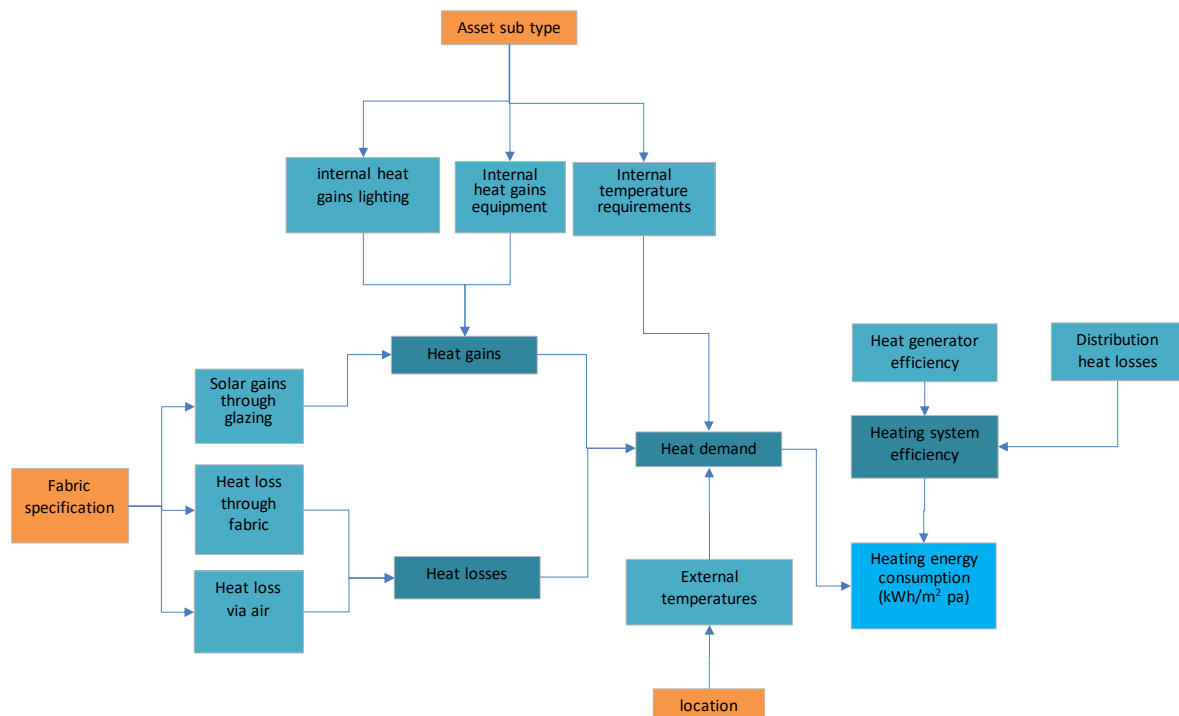 Asset sub type
internal heat
gains lighting
Internal
heat gains
equipment
Internal
temperature
requirements
Heat gains
Heat generator
efficiency
Distribution
heat losses
Solar gains
through
glazing
Heat demand
Heating system
efficiency
Fabric
specification
Heat loss
through
fabric
Heat losses
External
temperatures
Heating energy
consumption
(kWh/m² pa)
Heat loss
via air
location